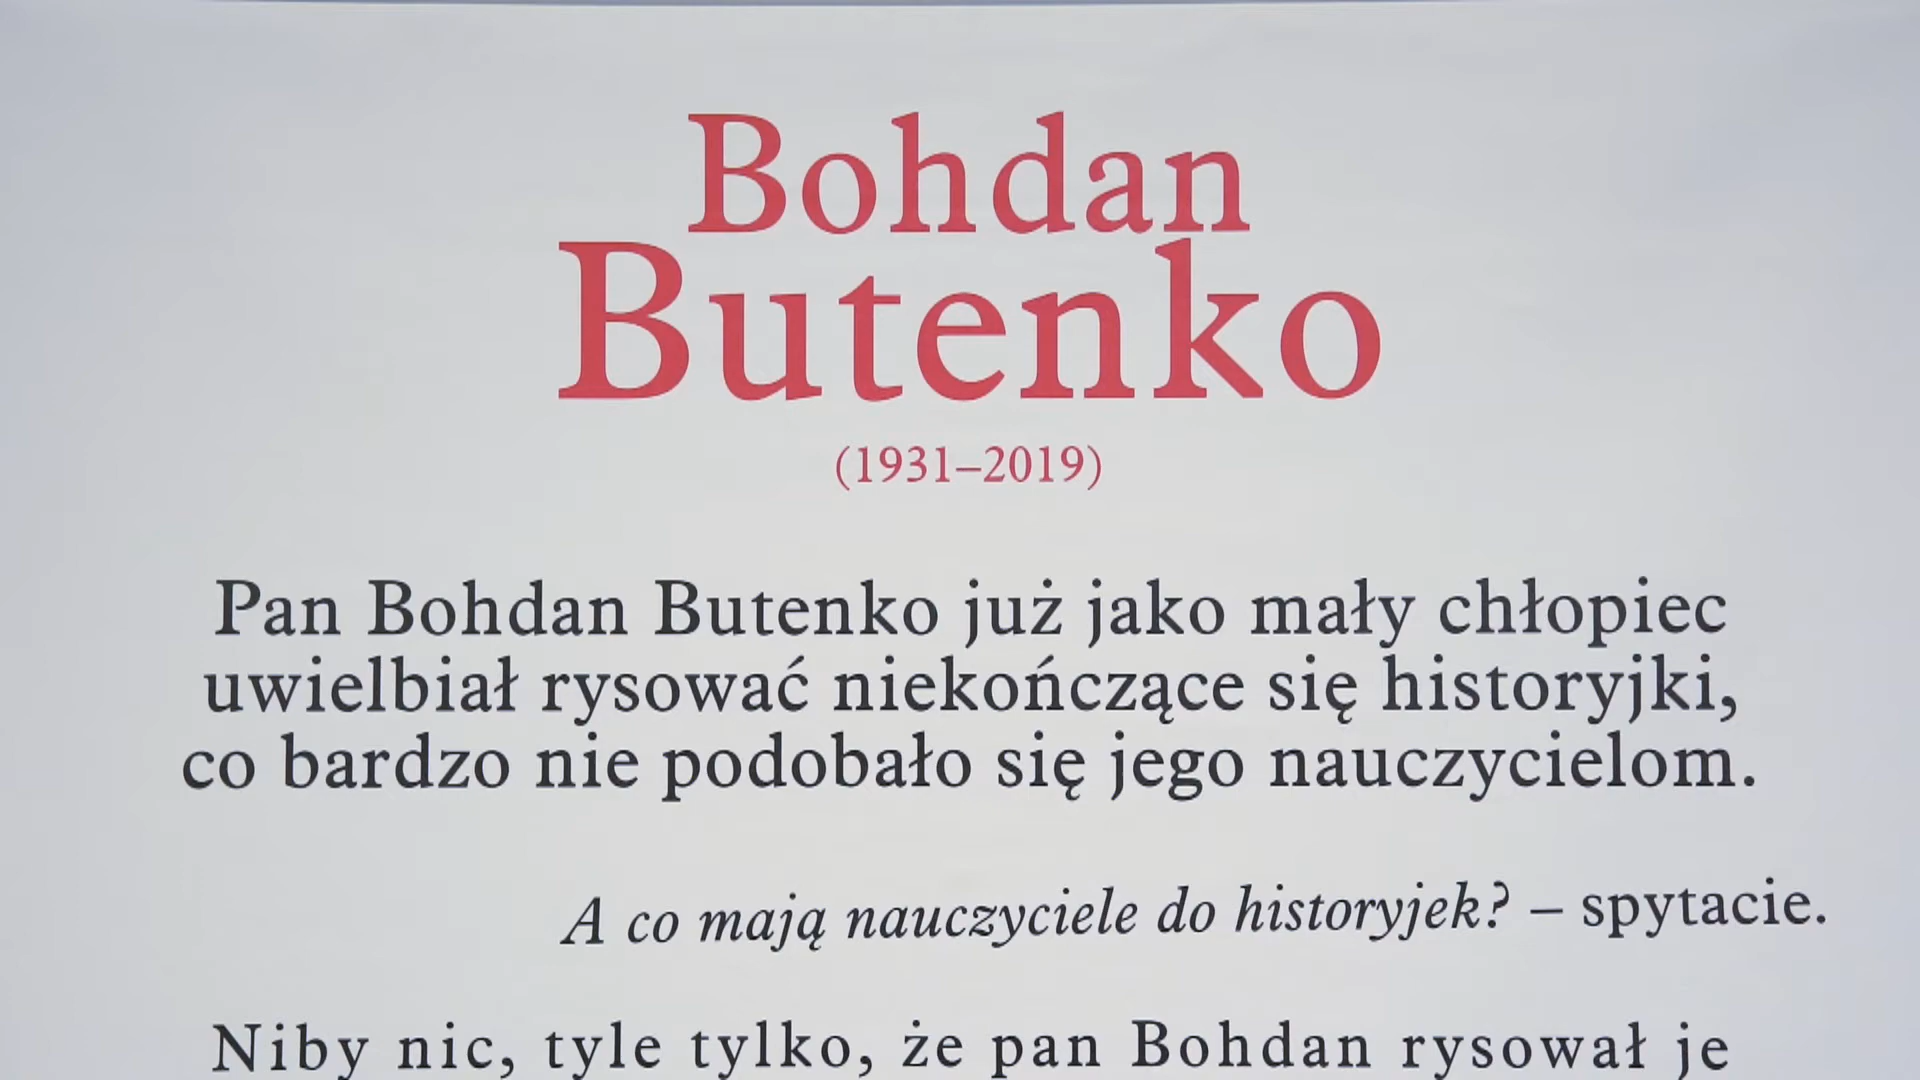 Bohdan
Butenko
(1931–2019)
Pan Bohdan Butenko już jako mały chłopiec
uwielbiał rysować niekończące się historyjki,
co bardzo nie podobało się jego nauczycielom.
A co mają nauczyciele do historyjek? – spytacie.
Niby nic, tyle tylko, że pan Bohdan rysował je